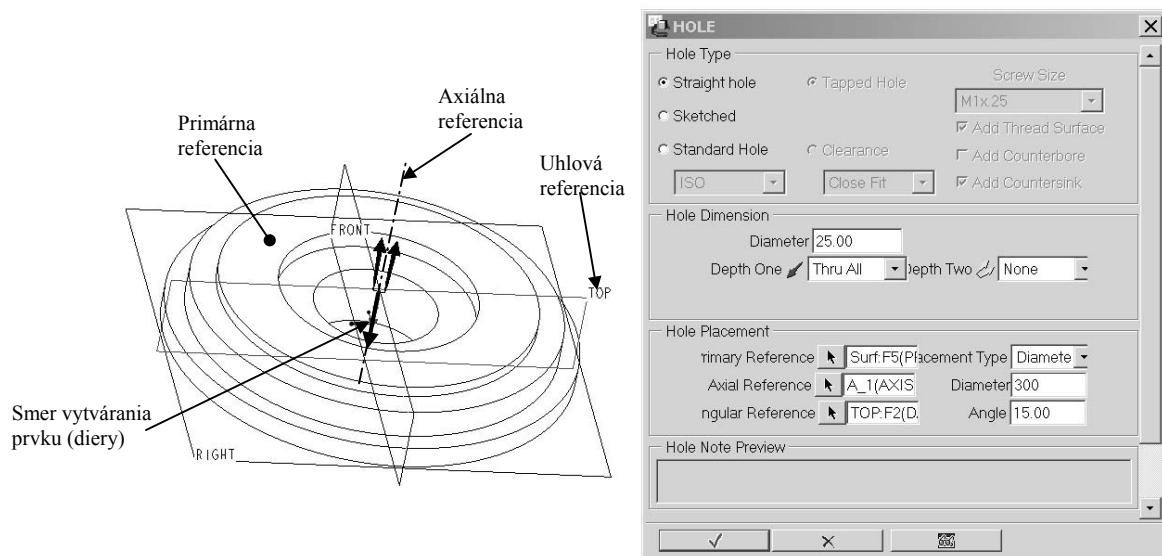 Axiálna
referencia
Primárna
referencia
Uhlová
referencia
FRONT
TOP
Smer vytvárania
prvku (diery)
RIGHT
HOLE
Hole Type
Straight hole
Tapped Hole
Screw Size
M1x.25
Sketched
Add Thread Surface
Standard Hole
Clearance
Add Counterbore
ISO
Close Fit
Add Countersink
Hole Dimension
Diameter 25.00
Depth One Thru All Depth Two None
Hole Placement
rimary Reference Surf:F5(Pl acement Type Diamete
Axial Reference A_1(AXIS Diameter 300
ngular Reference TOP:F2(D. Angle 15.00
Hole Note Preview